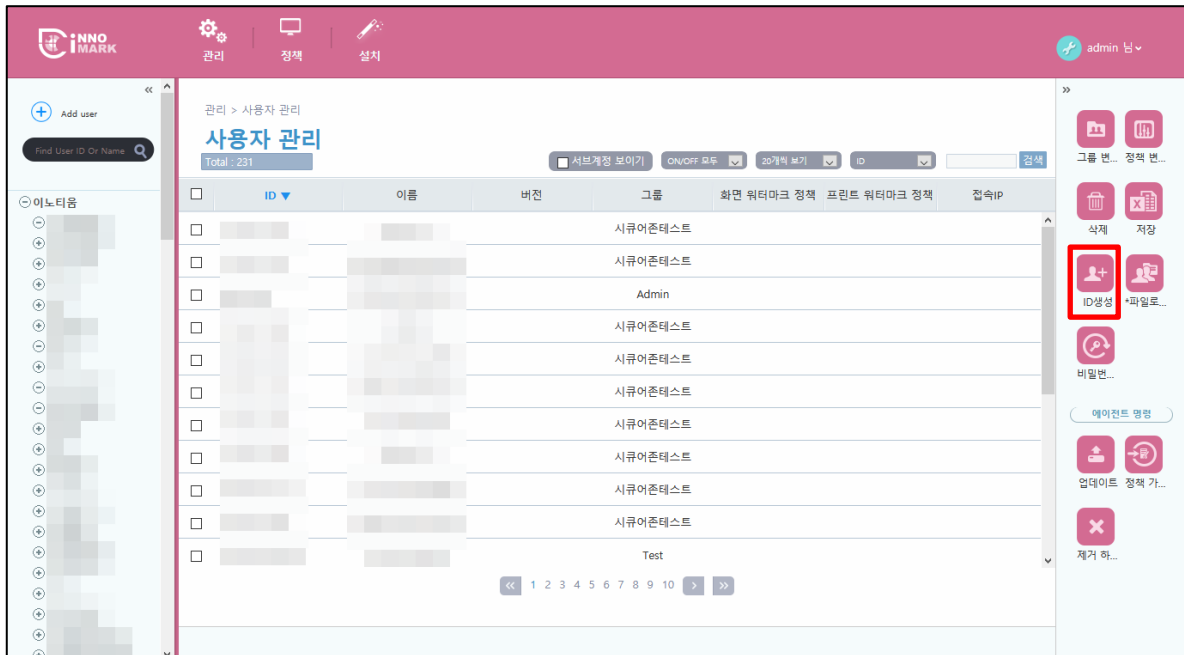 iNNO MARK
관리
정책
설치
admin 님
«
Add user
Find User ID Or Name
이노티움
관리 > 사용자 관리
사용자 관리
Total : 231
서브계정 보이기
ON/OFF 모두
20개씩 보기
ID
검색
ID ▼ 이름 버전 그룹 화면 워터마크 정책 프린트 워터마크 정책 접속IP
시큐어존테스트
시큐어존테스트
Admin
시큐어존테스트
시큐어존테스트
시큐어존테스트
시큐어존테스트
시큐어존테스트
시큐어존테스트
시큐어존테스트
Test
« 1 2 3 4 5 6 7 8 9 10 > »
»
그룹 변... 정책 변...
삭제 저장
ID생성 *파일로...
비밀번...
에이전트 명령
업데이트 정책 가...
제거 하...